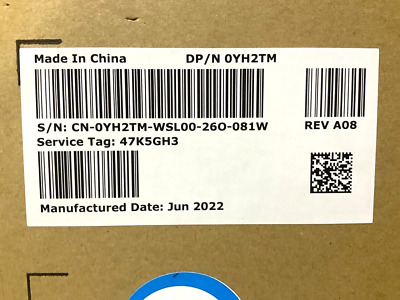 Made In China DP/N 0YH2TM
S/N: CN-0YH2TM-WSL00-26O-081W REV A08
Service Tag: 47K5GH3
Manufactured Date: Jun 2022